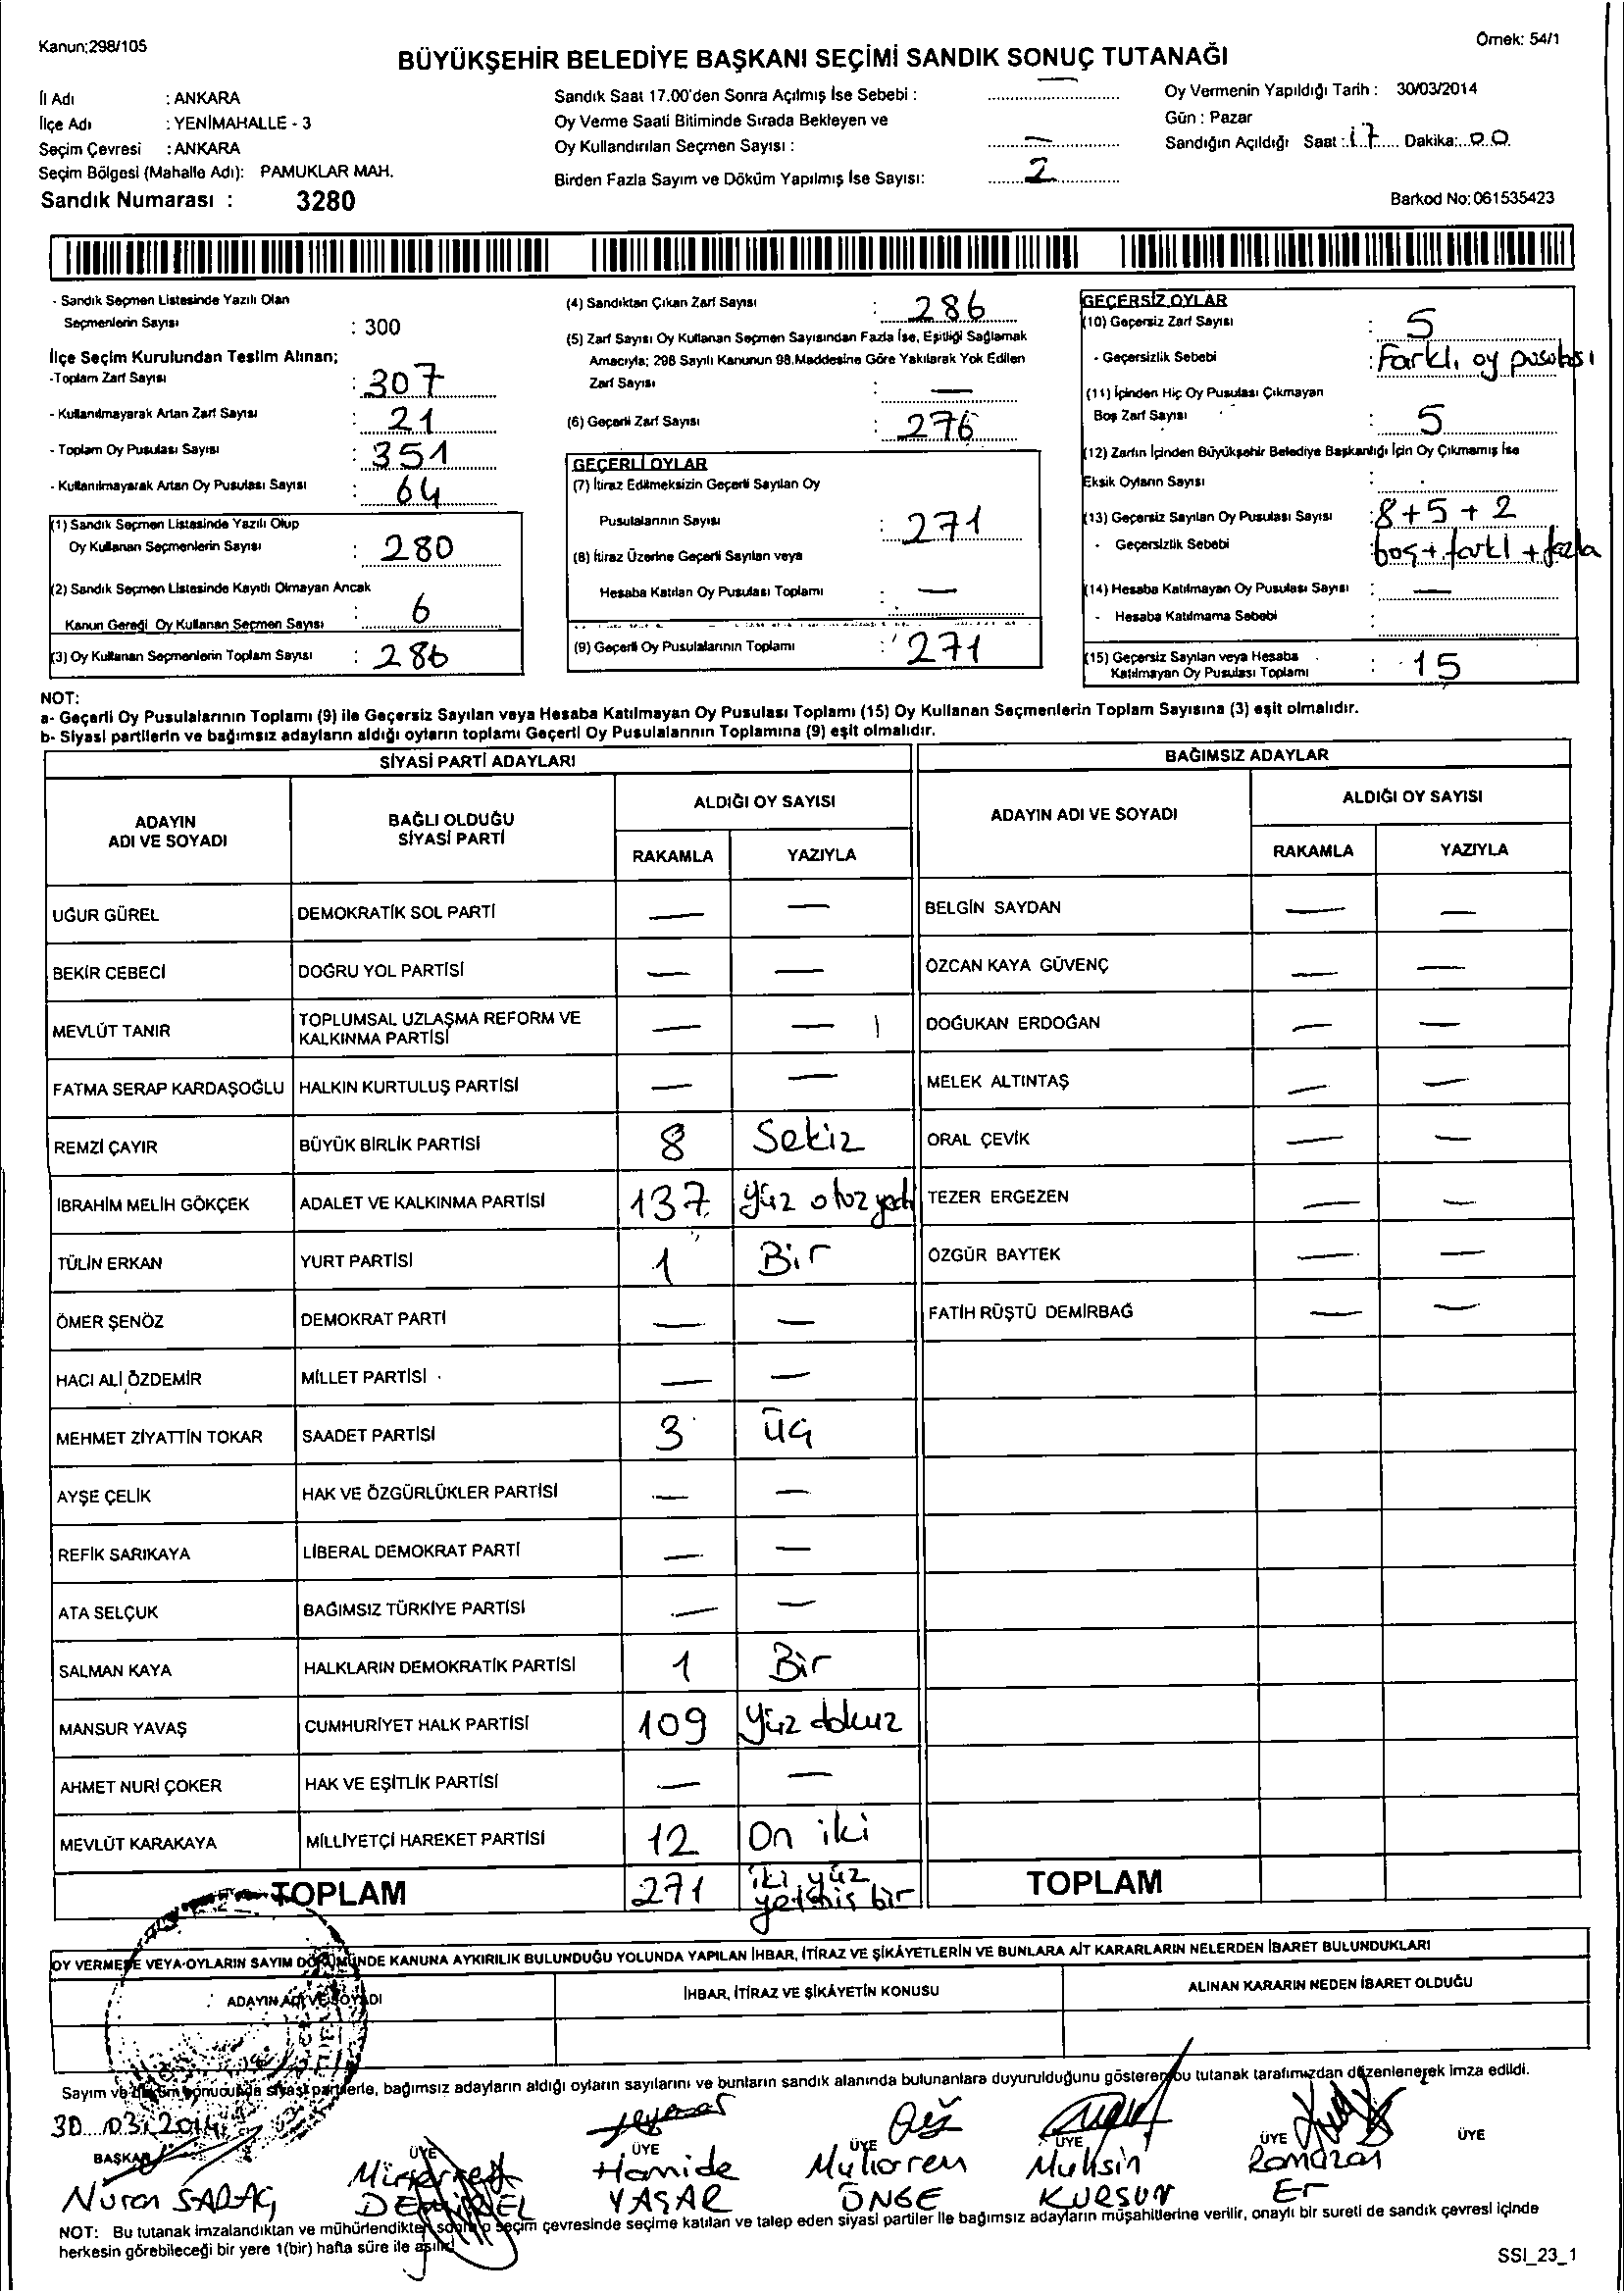 Kanun;298/105
Örnek: 54/1
BÜYÜKŞEHİR BELEDİYE BAŞKANI SEÇİMİ SANDIK SONUÇ TUTANAĞI
İl Adı : ANKARA
İlçe Adı : YENİMAHALLE - 3
Seçim Çevresi : ANKARA
Seçim Bölgesi (Mahalle Adı): PAMUKLAR MAH.
Sandık Numarası : 3280
Sandık Saat 17.00'den Sonra Açılmış İse Sebebi : —
Oy Verme Saati Bitiminde Sırada Bekleyen ve
Oy Kullandırılan Seçmen Sayısı : —
Birden Fazla Sayım ve Döküm Yapılmış İse Sayısı: 2
Oy Vermenin Yapıldığı Tarih : 30/03/2014
Gün : Pazar
Sandığın Açıldığı Saat : 17 Dakika: 00
Barkod No: 061535423
- Sandık Seçmen Listesinde Yazılı Olan
Seçmenlerin Sayısı : 300
İlçe Seçim Kurulundan Teslim Alınan;
-Toplam Zarf Sayısı : 307
- Kullanılmayarak Artan Zarf Sayısı : 21
- Toplam Oy Pusulası Sayısı : 351
- Kullanılmayarak Artan Oy Pusulası Sayısı : 64
(1) Sandık Seçmen Listesinde Yazılı Olup
Oy Kullanan Seçmenlerin Sayısı : 280
(2) Sandık Seçmen Listesinde Kayıtlı Olmayan Ancak
Kanun Gereği Oy Kullanan Seçmen Sayısı : 6
(3) Oy Kullanan Seçmenlerin Toplam Sayısı : 286
(4) Sandıktan Çıkan Zarf Sayısı : 286
(5) Zarf Sayısı Oy Kullanan Seçmen Sayısından Fazla İse, Eşitliği Sağlamak
Amacıyla; 298 Sayılı Kanunun 98.Maddesine Göre Yakılarak Yok Edilen
Zarf Sayısı : —
(6) Geçerli Zarf Sayısı : 276
GEÇERLİ OYLAR
(7) İtiraz Edilmeksizin Geçerli Sayılan Oy
Pusulalarının Sayısı : 271
(8) İtiraz Üzerine Geçerli Sayılan veya
Hesaba Katılan Oy Pusulası Toplamı : —
(9) Geçerli Oy Pusulalarının Toplamı : 271
GEÇERSİZ OYLAR
(10) Geçersiz Zarf Sayısı : 5
- Geçersizlik Sebebi : Farklı oy pusulası
(11) İçinden Hiç Oy Pusulası Çıkmayan
Boş Zarf Sayısı : 5
(12) Zarfın İçinden Büyükşehir Belediye Başkanlığı İçin Oy Çıkmamış İse
Eksik Oyların Sayısı :
(13) Geçersiz Sayılan Oy Pusulası Sayısı : 8+5+2
- Geçersizlik Sebebi : boş+farklı+fazla
(14) Hesaba Katılmayan Oy Pusulası Sayısı : —
- Hesaba Katılmama Sebebi :
(15) Geçersiz Sayılan veya Hesaba
Katılmayan Oy Pusulası Toplamı : 15
NOT:
a- Geçerli Oy Pusulalarının Toplamı (9) ile Geçersiz Sayılan veya Hesaba Katılmayan Oy Pusulası Toplamı (15) Oy Kullanan Seçmenlerin Toplam Sayısına (3) eşit olmalıdır.
b- Siyasi partilerin ve bağımsız adayların aldığı oyların toplamı Geçerli Oy Pusulalarının Toplamına (9) eşit olmalıdır.
SİYASİ PARTİ ADAYLARI
BAĞIMSIZ ADAYLAR
ADAYIN
ADI VE SOYADI
BAĞLI OLDUĞU
SİYASİ PARTİ
ALDIĞI OY SAYISI
RAKAMLA YAZIYLA
ADAYIN ADI VE SOYADI
ALDIĞI OY SAYISI
RAKAMLA YAZIYLA
UĞUR GÜREL DEMOKRATİK SOL PARTİ — — BELGİN SAYDAN — —
BEKİR CEBECİ DOĞRU YOL PARTİSİ — — ÖZCAN KAYA GÜVENÇ — —
MEVLÜT TANIR TOPLUMSAL UZLAŞMA REFORM VE
KALKINMA PARTİSİ — — DOĞUKAN ERDOĞAN — —
FATMA SERAP KARDAŞOĞLU HALKIN KURTULUŞ PARTİSİ — — MELEK ALTINTAŞ — —
REMZİ ÇAYIR BÜYÜK BİRLİK PARTİSİ 8 Sekiz ORAL ÇEVİK — —
İBRAHİM MELİH GÖKÇEK ADALET VE KALKINMA PARTİSİ 137 yüz otuz yedi TEZER ERGEZEN — —
TÜLİN ERKAN YURT PARTİSİ 1 Bir ÖZGÜR BAYTEK — —
ÖMER ŞENÖZ DEMOKRAT PARTİ — — FATİH RÜŞTÜ DEMİRBAĞ — —
HACI ALİ ÖZDEMİR MİLLET PARTİSİ — —
MEHMET ZİYATTİN TOKAR SAADET PARTİSİ 3 üç
AYŞE ÇELİK HAK VE ÖZGÜRLÜKLER PARTİSİ — —
REFİK SARIKAYA LİBERAL DEMOKRAT PARTİ — —
ATA SELÇUK BAĞIMSIZ TÜRKİYE PARTİSİ — —
SALMAN KAYA HALKLARIN DEMOKRATİK PARTİSİ 1 Bir
MANSUR YAVAŞ CUMHURİYET HALK PARTİSİ 109 yüz dokuz
AHMET NURİ ÇOKER HAK VE EŞİTLİK PARTİSİ — —
MEVLÜT KARAKAYA MİLLİYETÇİ HAREKET PARTİSİ 12 On iki
TOPLAM 271 iki yüz
yetmiş bir
TOPLAM
OY VERMEDE VEYA OYLARIN SAYIM DÖKÜMÜNDE KANUNA AYKIRILIK BULUNDUĞU YOLUNDA YAPILAN İHBAR, İTİRAZ VE ŞİKÂYETLERİN VE BUNLARA AİT KARARLARIN NELERDEN İBARET BULUNDUKLARI
ADAYIN ADI VE SOYADI
İHBAR, İTİRAZ VE ŞİKÂYETİN KONUSU
ALINAN KARARIN NEDEN İBARET OLDUĞU
Sayım ve döküm sonucunda siyasi partilerle, bağımsız adayların aldığı oyların sayılarını ve bunların sandık alanında bulunanlara duyurulduğunu gösteren bu tutanak tarafımızdan düzenlenerek imza edildi.
30.03.2014
BAŞKAN ÜYE ÜYE ÜYE ÜYE ÜYE ÜYE
Nuran Hamide Muharrem Muhsin Ramazan
YAŞAR ÖNGE KURŞUN Er
NOT: Bu tutanak imzalandıktan ve mühürlendikten sonra o seçim çevresinde seçime katılan ve talep eden siyasi partiler ile bağımsız adayların müşahitlerine verilir, onaylı bir sureti de sandık çevresi içinde
herkesin görebileceği bir yere 1(bir) hafta süre ile asılır.
SSI_23_1